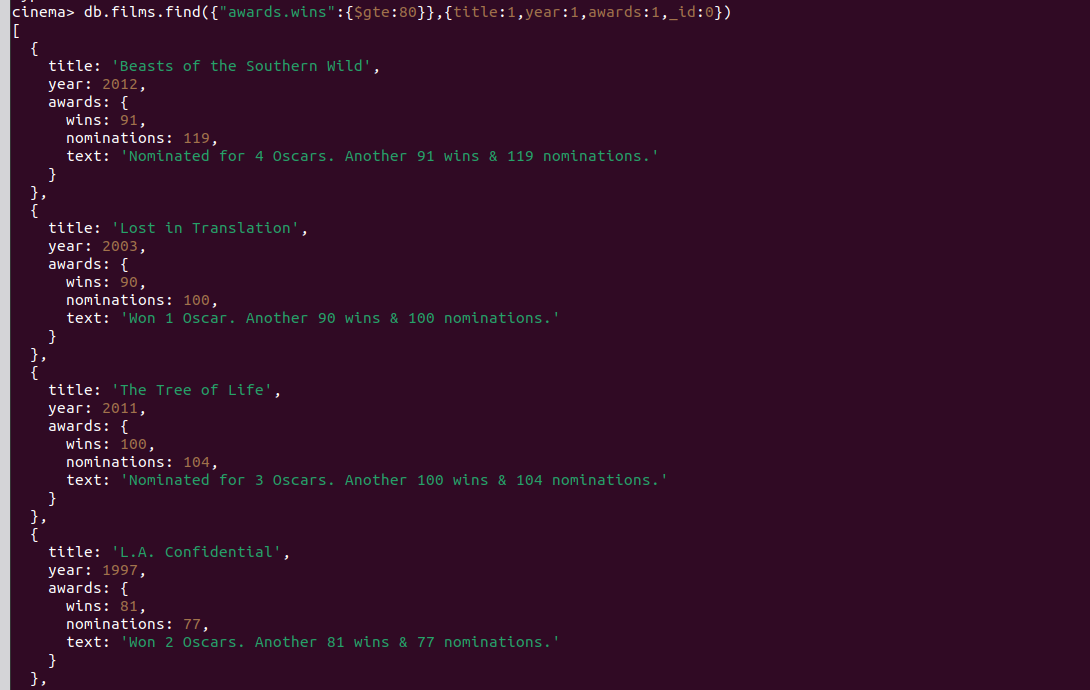 cinema> db.films.find({"awards.wins":{$gte:80}},{title:1,year:1,awards:1,_id:0})
[
  {
    title: 'Beasts of the Southern Wild',
    year: 2012,
    awards: {
      wins: 91,
      nominations: 119,
      text: 'Nominated for 4 Oscars. Another 91 wins & 119 nominations.'
    }
  },
  {
    title: 'Lost in Translation',
    year: 2003,
    awards: {
      wins: 90,
      nominations: 100,
      text: 'Won 1 Oscar. Another 90 wins & 100 nominations.'
    }
  },
  {
    title: 'The Tree of Life',
    year: 2011,
    awards: {
      wins: 100,
      nominations: 104,
      text: 'Nominated for 3 Oscars. Another 100 wins & 104 nominations.'
    }
  },
  {
    title: 'L.A. Confidential',
    year: 1997,
    awards: {
      wins: 81,
      nominations: 77,
      text: 'Won 2 Oscars. Another 81 wins & 77 nominations.'
    }
  },